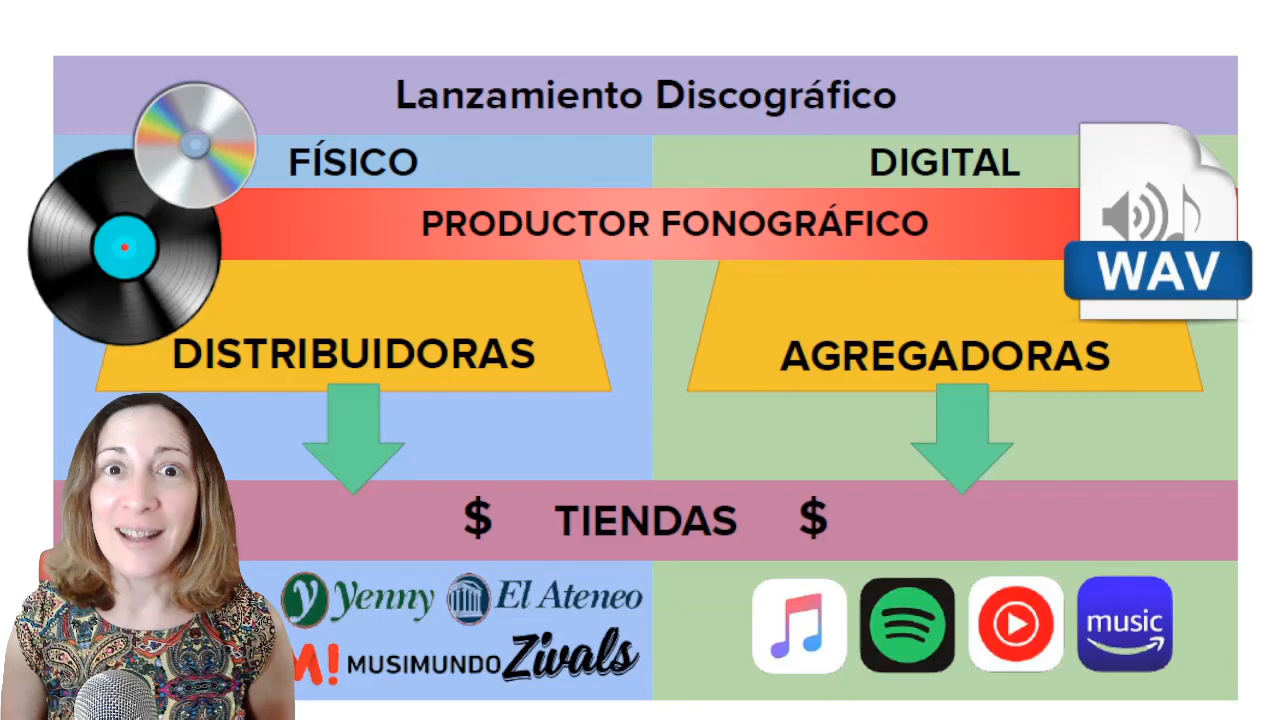 Lanzamiento Discográfico
FÍSICO
DIGITAL
PRODUCTOR FONOGRÁFICO
WAV
DISTRIBUIDORAS
AGREGADORAS
$ TIENDAS $
Yenny El Ateneo
MUSIMUNDO Zivals
music